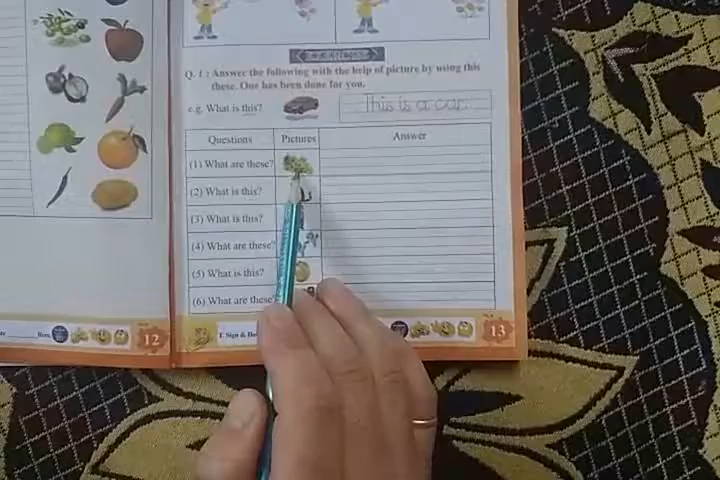 EXERCISE
Q. 1 : Answer the following with the help of picture by using this
these. One has been done for you.
e.g. What is this?
This is a car.
Questions Pictures Answer
(1) What are these?
(2) What is this?
(3) What is this?
(4) What are these?
(5) What is this?
(6) What are these
12
T Sign &
13